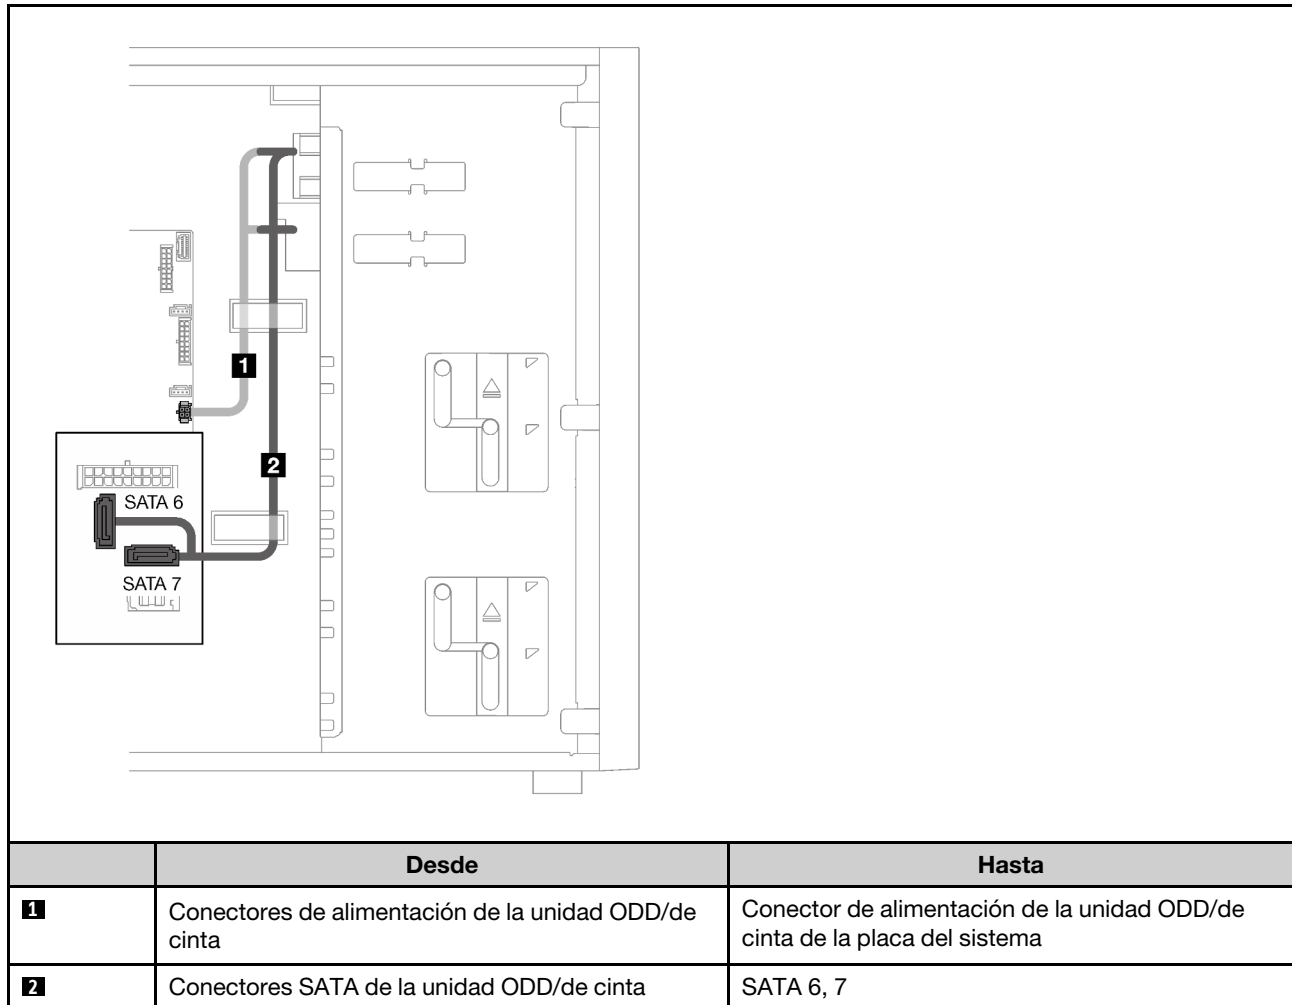 1
2
SATA 6
SATA 7
Desde Hasta
1 Conectores de alimentación de la unidad ODD/de cinta Conector de alimentación de la unidad ODD/de cinta de la placa del sistema
2 Conectores SATA de la unidad ODD/de cinta SATA 6, 7